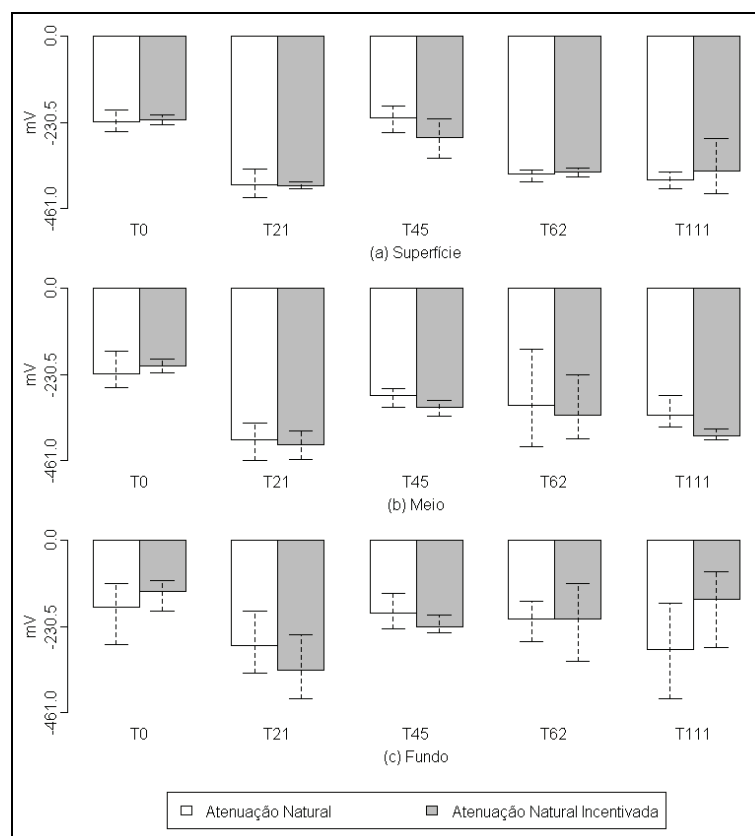 0.0
mV
-230.5
-461.0
T0 T21 T45 T62 T111
(a) Superfície
0.0
mV
-230.5
-461.0
T0 T21 T45 T62 T111
(b) Meio
0.0
mV
-230.5
-461.0
T0 T21 T45 T62 T111
(c) Fundo
Atenuação Natural Atenuação Natural Incentivada